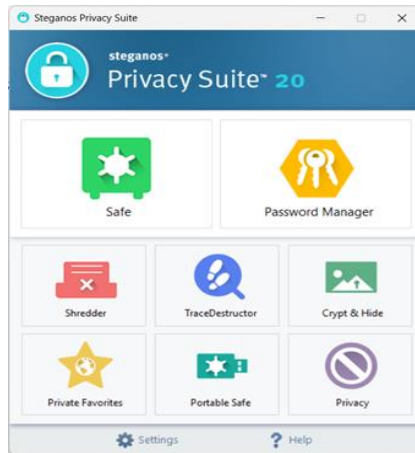 Steganos Privacy Suite
steganos
Privacy Suite™ 20
Safe
Password Manager
Shredder
TraceDestructor
Crypt & Hide
Private Favorites
Portable Safe
Privacy
Settings
? Help